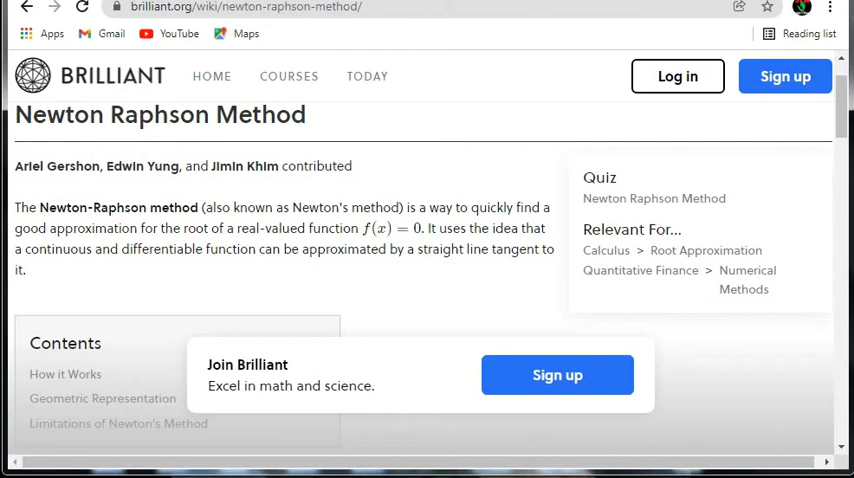 brilliant.org/wiki/newton-raphson-method/
Apps Gmail YouTube Maps Reading list
BRILLIANT HOME COURSES TODAY Log in Sign up
Newton Raphson Method
Ariel Gershon, Edwin Yung, and Jimin Khim contributed
The Newton-Raphson method (also known as Newton's method) is a way to quickly find a
good approximation for the root of a real-valued function f(x) = 0. It uses the idea that
a continuous and differentiable function can be approximated by a straight line tangent to
it.
Quiz
Newton Raphson Method
Relevant For...
Calculus > Root Approximation
Quantitative Finance > Numerical
Methods
Contents
How it Works
Geometric Representation
Limitations of Newton's Method
Join Brilliant
Excel in math and science.
Sign up